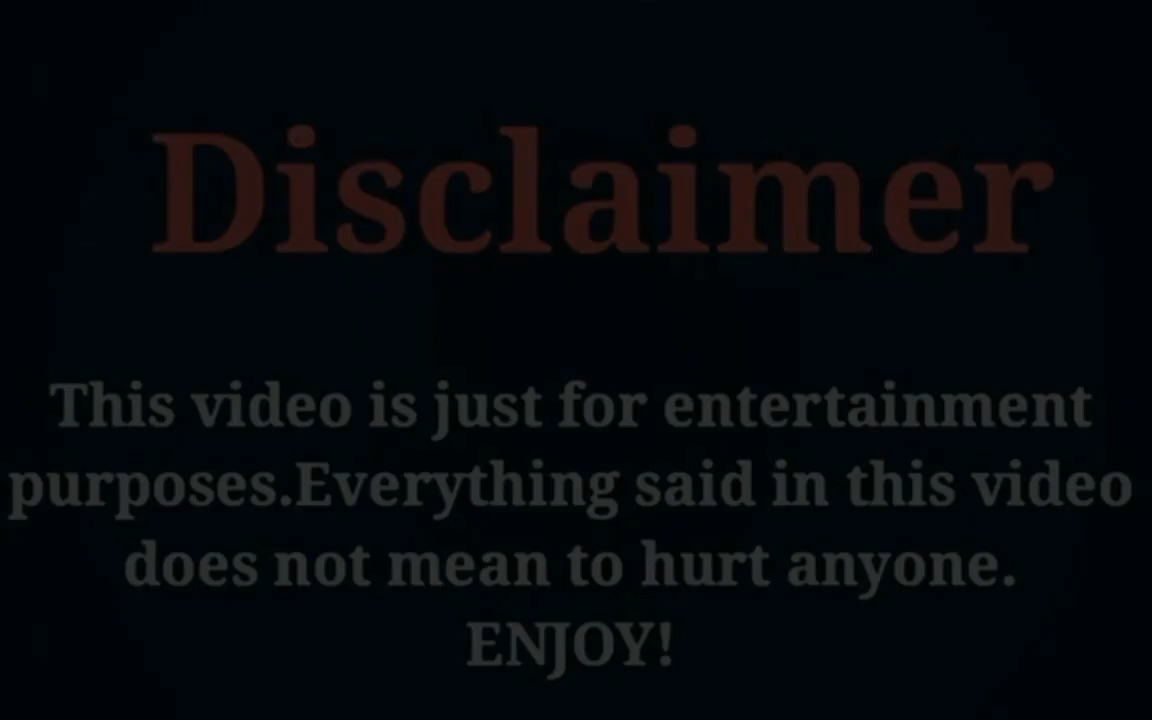 Disclaimer
This video is just for entertainment
purposes.Everything said in this video
does not mean to hurt anyone.
ENJOY!